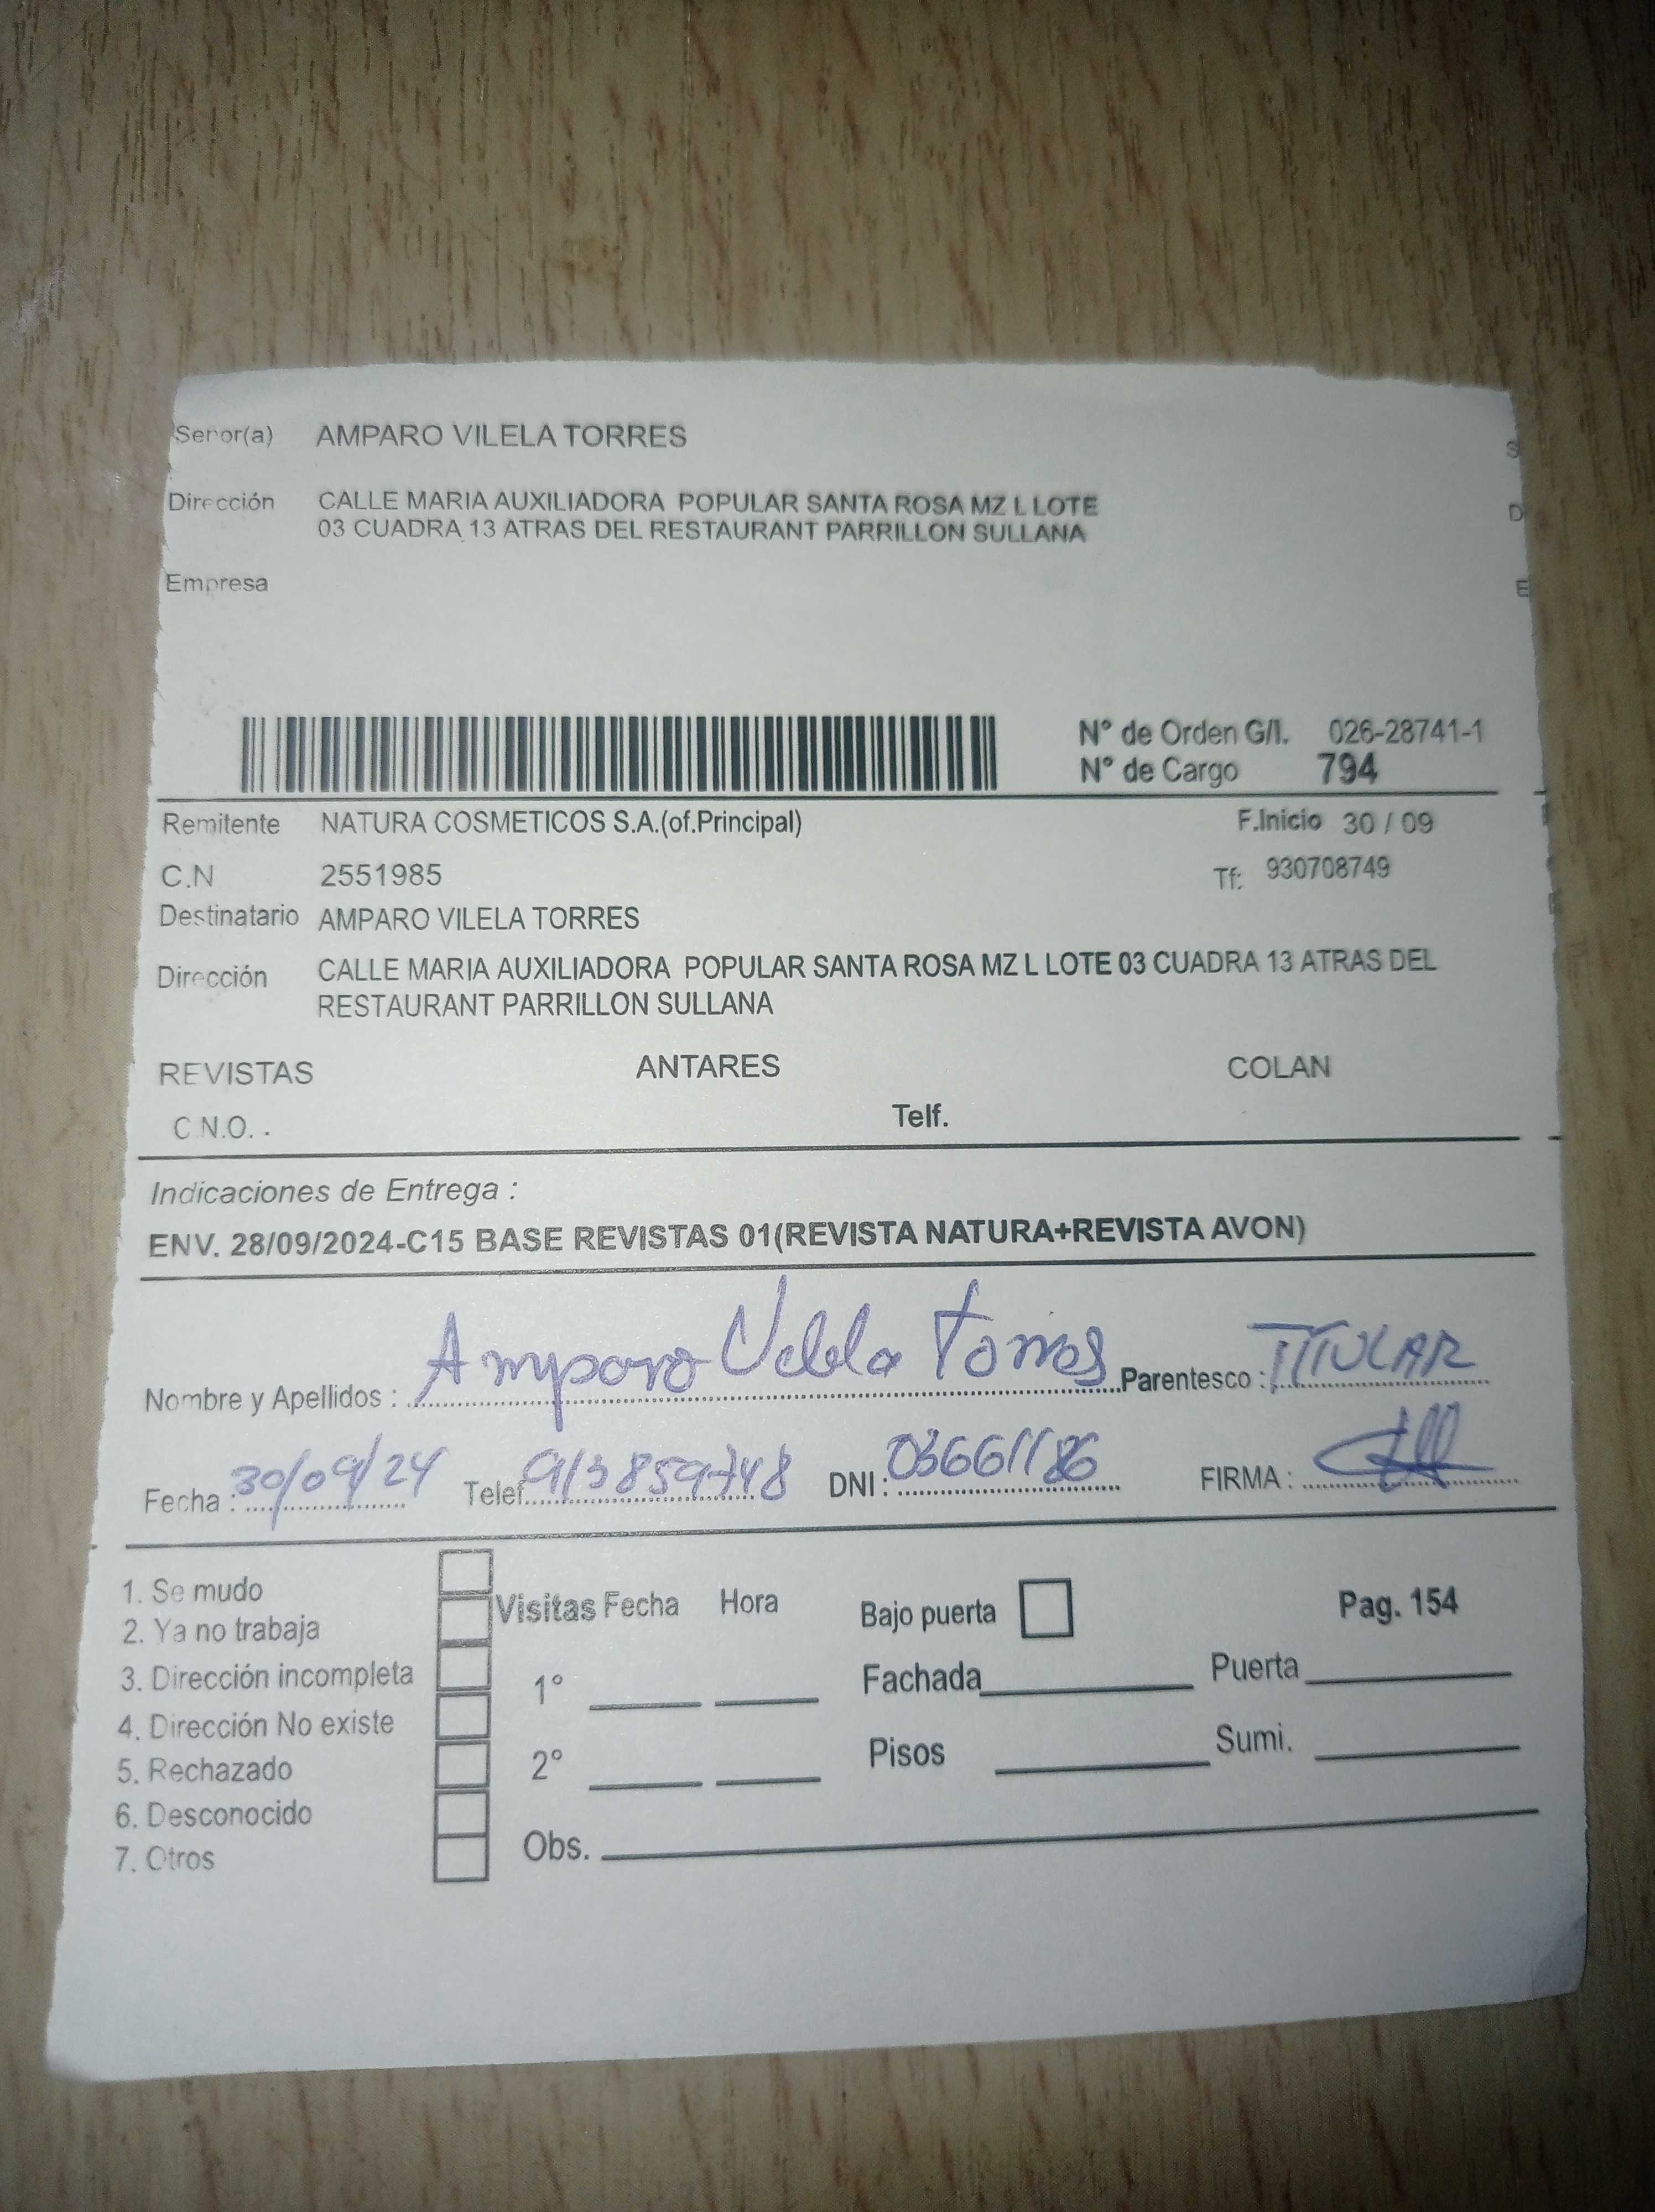 Señor(a) AMPARO VILELA TORRES
S
Dirección CALLE MARIA AUXILIADORA POPULAR SANTA ROSA MZ L LOTE
03 CUADRA 13 ATRAS DEL RESTAURANT PARRILLON SULLANA
D
Empresa
E
Nº de Orden G/I. 026-28741-1
Nº de Cargo 794
Remitente NATURA COSMETICOS S.A.(of.Principal) F.Inicio 30 / 09
C.N 2551985 Tf: 930708749
Destinatario AMPARO VILELA TORRES
Dirección CALLE MARIA AUXILIADORA POPULAR SANTA ROSA MZ L LOTE 03 CUADRA 13 ATRAS DEL
RESTAURANT PARRILLON SULLANA
REVISTAS ANTARES COLAN
C.N.O. - Telf.
Indicaciones de Entrega :
ENV. 28/09/2024-C15 BASE REVISTAS 01(REVISTA NATURA+REVISTA AVON)
Nombre y Apellidos : Amparo Vilela Torres Parentesco : TITULAR
Fecha : 30/09/24 Telef. 913859748 DNI : 03661186 FIRMA :
1. Se mudo
2. Ya no trabaja
3. Dirección incompleta
4. Dirección No existe
5. Rechazado
6. Desconocido
7. Otros
Visitas Fecha Hora
1°
2°
Obs.
Bajo puerta Pag. 154
Fachada Puerta
Pisos Sumi.